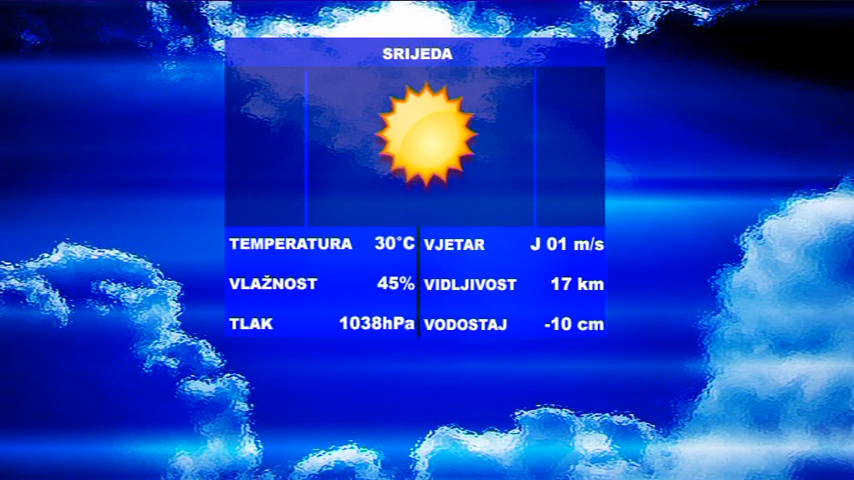 SRIJEDA
TEMPERATURA 30°C VJETAR J 01 m/s
VLAŽNOST 45% VIDLJIVOST 17 km
TLAK 1038hPa VODOSTAJ -10 cm